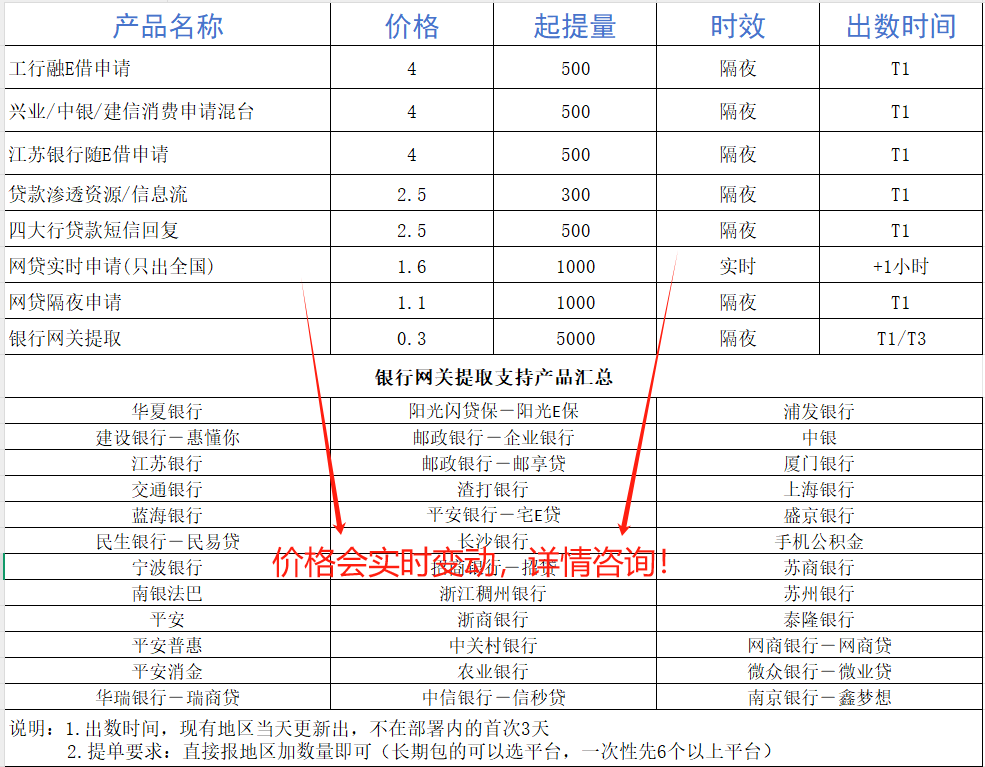 产品名称 价格 起提量 时效 出数时间
工行融E借申请 4 500 隔夜 T1
兴业/中银/建信消费申请混台 4 500 隔夜 T1
江苏银行随E借申请 4 500 隔夜 T1
贷款渗透资源/信息流 2.5 300 隔夜 T1
四大行贷款短信回复 2.5 500 隔夜 T1
网贷实时申请(只出全国) 1.6 1000 实时 +1小时
网贷隔夜申请 1.1 1000 隔夜 T1
银行网关提取 0.3 5000 隔夜 T1/T3
银行网关提取支持产品汇总
华夏银行 阳光闪贷保－阳光E保 浦发银行
建设银行－惠懂你 邮政银行－企业银行 中银
江苏银行 邮政银行－邮享贷 厦门银行
交通银行 渣打银行 上海银行
蓝海银行 平安银行－宅E贷 盛京银行
民生银行－民易贷 长沙银行 手机公积金
价格会实时变动，详情咨询！
宁波银行 招商银行－招贷 苏商银行
南银法巴 浙江稠州银行 苏州银行
平安 浙商银行 泰隆银行
平安普惠 中关村银行 网商银行－网商贷
平安消金 农业银行 微众银行－微业贷
华瑞银行－瑞商贷 中信银行－信秒贷 南京银行－鑫梦想
说明：1.出数时间，现有地区当天更新出，不在部署内的首次3天
2.提单要求：直接报地区加数量即可（长期包的可以选平台，一次性先6个以上平台）